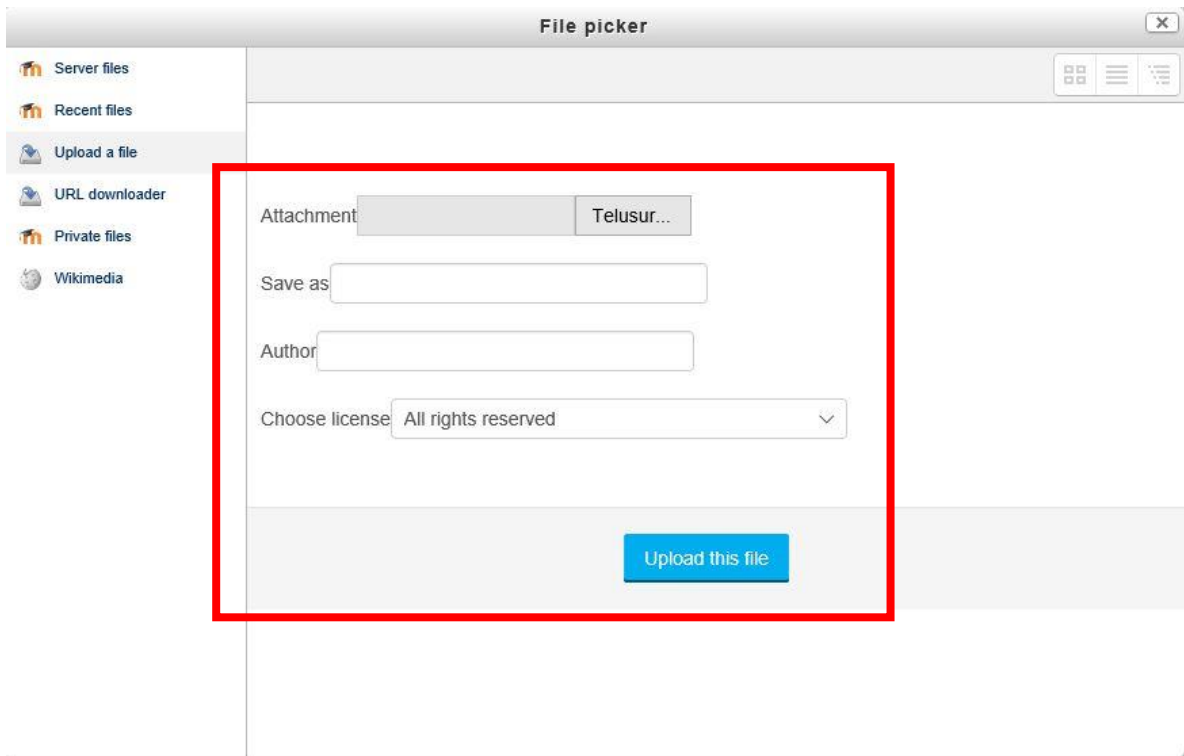 File picker
Server files
Recent files
Upload a file
URL downloader
Private files
Wikimedia
Attachment Telusur...
Save as
Author
Choose license All rights reserved
Upload this file